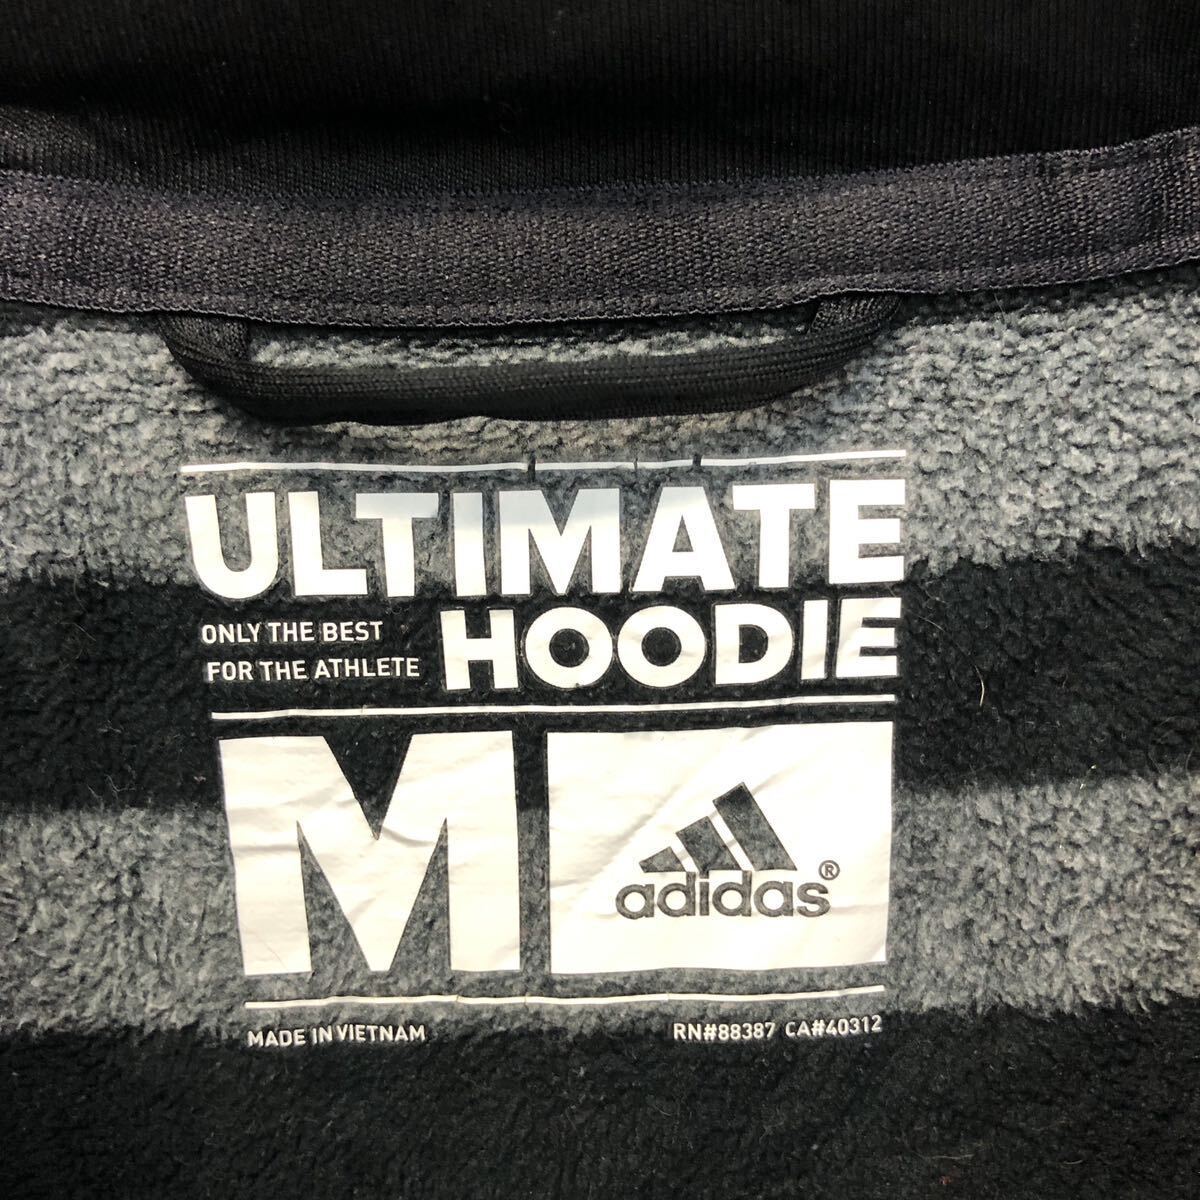 ULTIMATE
ONLY THE BEST
FOR THE ATHLETE
HOODIE
M
adidas®
MADE IN VIETNAM
RN#88387 CA#40312